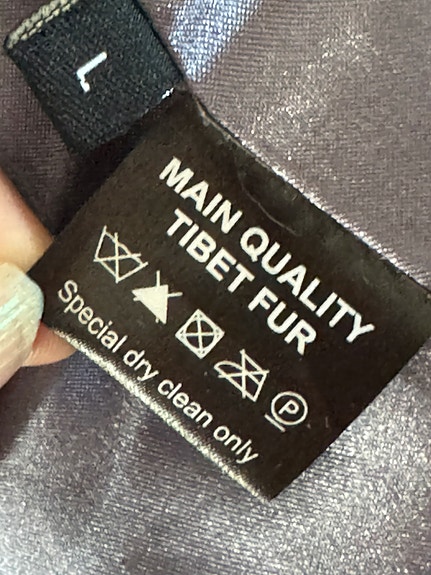 L
MAIN QUALITY
TIBET FUR
P
Special dry clean only